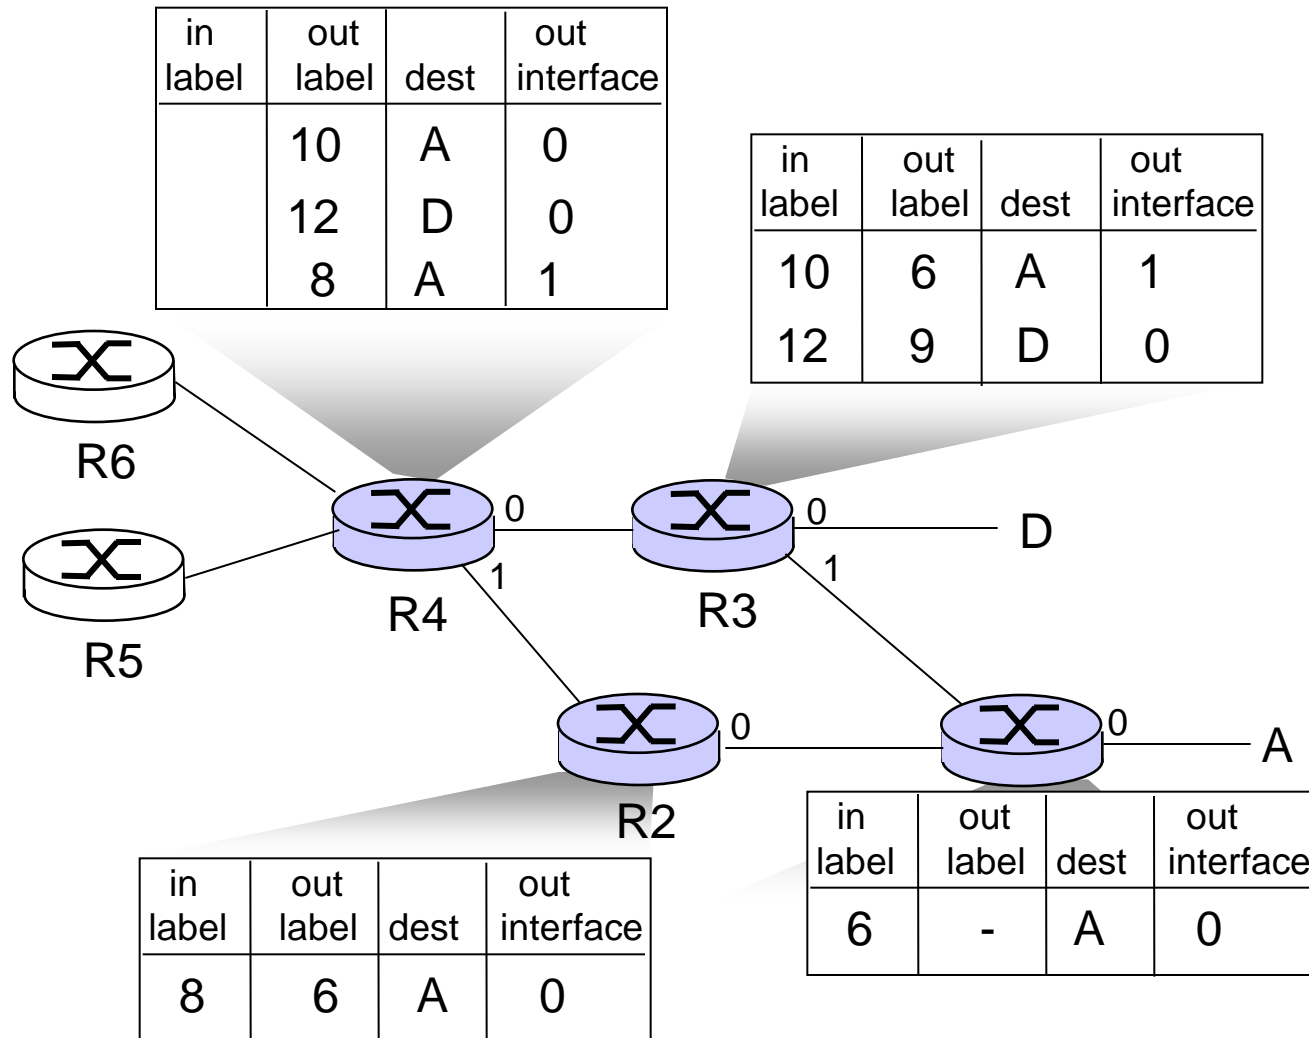 in out out
label label dest interface
10 A 0
12 D 0
8 A 1
in out out
label label dest interface
10 6 A 1
12 9 D 0
R6
0 0 D
1 1
R4 R3
R5
0 0 A
R2
in out out
label label dest interface
6 - A 0
in out out
label label dest interface
8 6 A 0